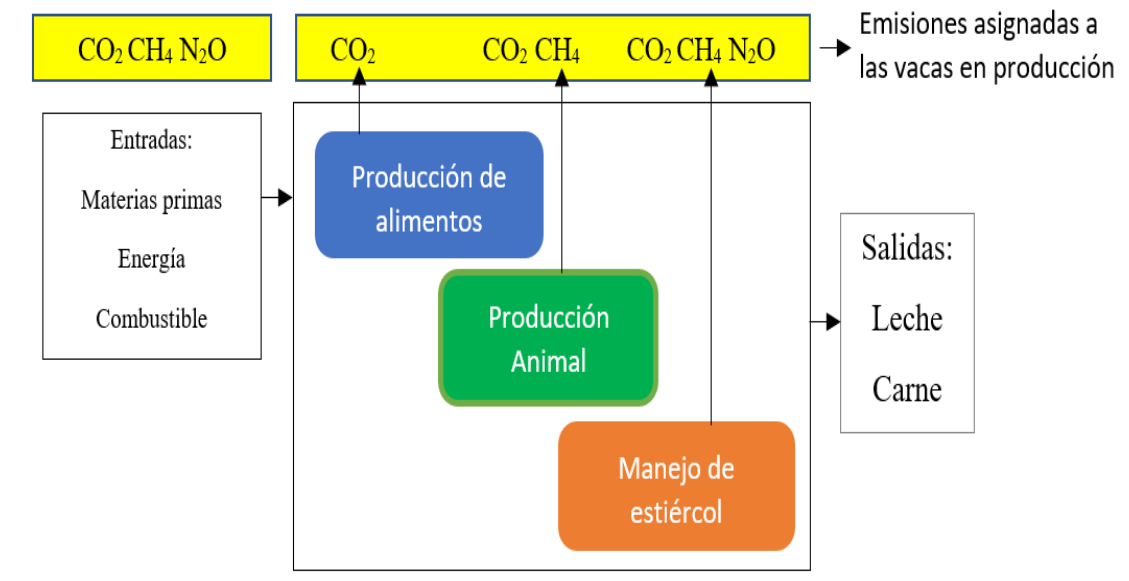 CO₂ CH₄ N₂O
CO₂
CO₂ CH₄
CO₂ CH₄ N₂O
Emisiones asignadas a
las vacas en producción
Entradas:
Materias primas
Energía
Combustible
Producción de
alimentos
Producción
Animal
Manejo de
estiércol
Salidas:
Leche
Carne